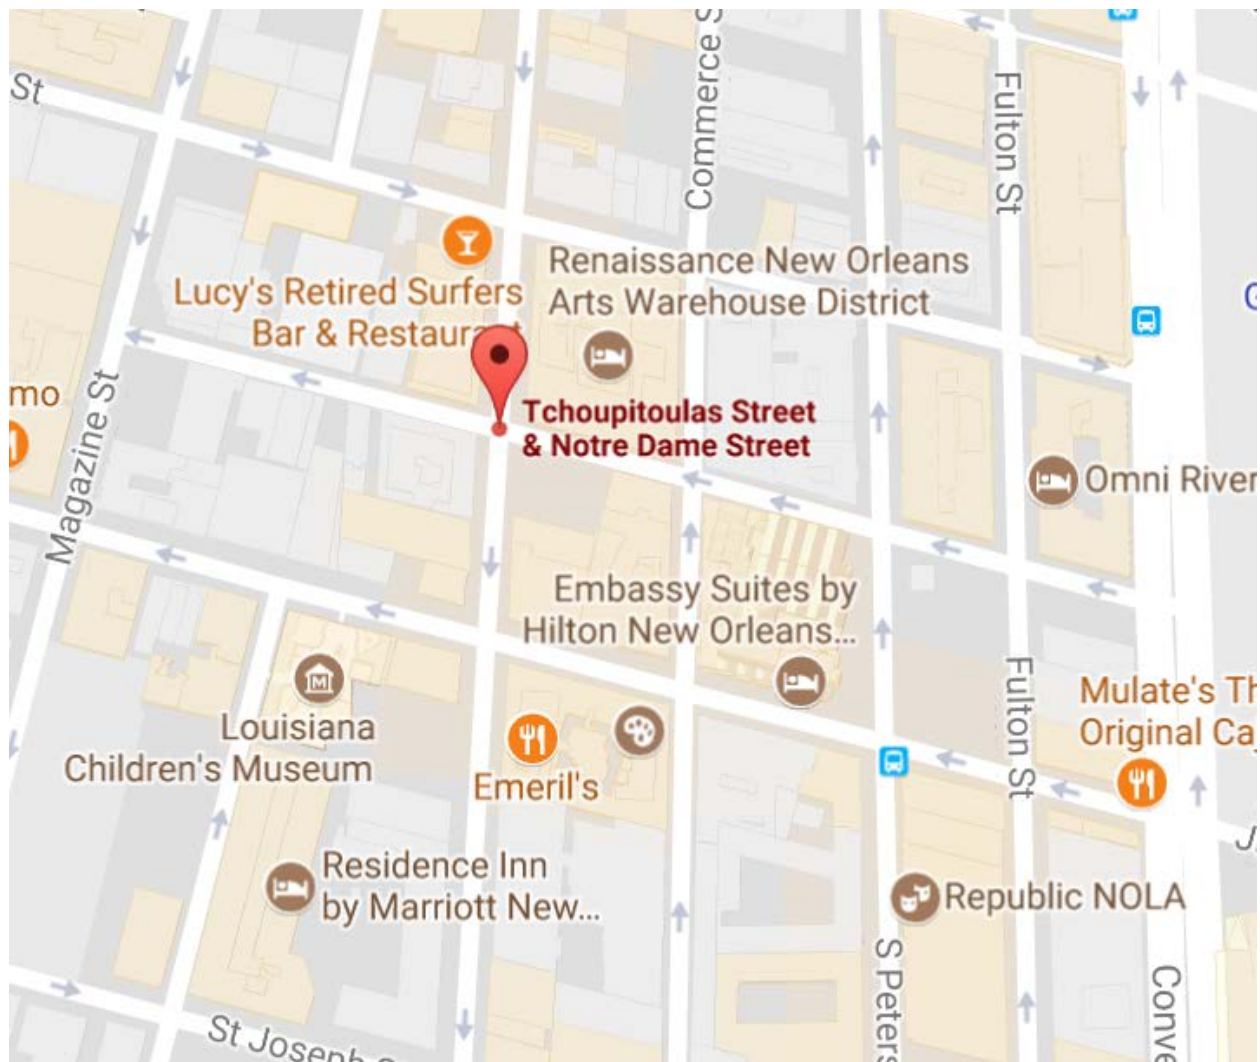 St
Commerce S
Fulton St
Lucy's Retired Surfers
Bar & Restaurant
Renaissance New Orleans
Arts Warehouse District
G
mo
Magazine St
Tchoupitoulas Street
& Notre Dame Street
Omni River
Embassy Suites by
Hilton New Orleans...
Louisiana
Children's Museum
Emeril's
Fulton St
Mulate's Th
Original Caj
Residence Inn
by Marriott New...
Republic NOLA
S Peters
Conve
St Joseph